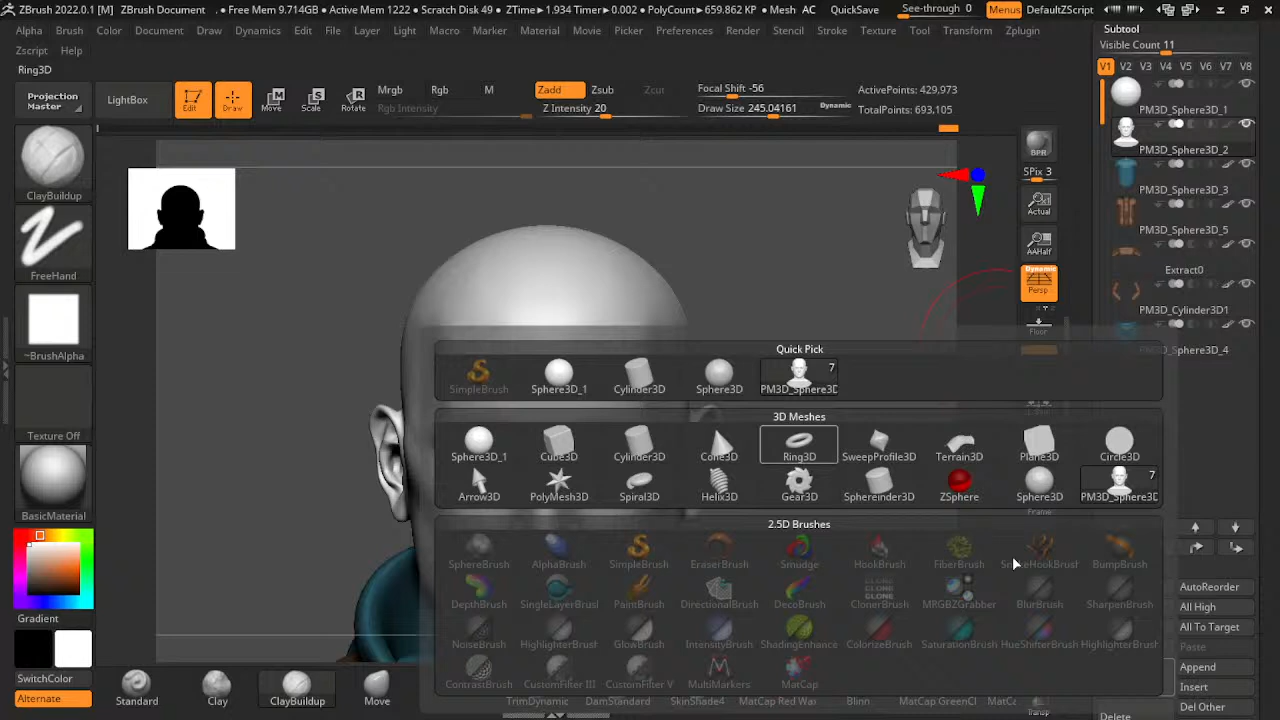 ZBrush 2022.0.1 [M] ZBrush Document . • Free Mem 9.714GB • Active Mem 1222 • Scratch Disk 49 • ZTime▸ 1.934 Timer▸ 0.026 • PolyCount▸ 659.862 KP • Mesh AC QuickSave See-through 0 Menus DefaultZScript
Alpha Brush Color Document Draw Dynamics Edit File Layer Light Macro Marker Material Movie Picker Preferences Render Stencil Stroke Texture Tool Transform Zplugin
Zscript Help
Ring3D
Projection Master
LightBox
Edit
Draw
Move
Scale
Rotate
Mrgb Rgb M
Rgb Intensity
Zadd Zsub Zcut
Z Intensity 20
Focal Shift -56
Draw Size 245.04161
Dynamic
ActivePoints: 429,973
TotalPoints: 693,105
ClayBuildup
FreeHand
~BrushAlpha
Texture Off
BasicMaterial
Gradient
SwitchColor
Alternate
BPR
SPix 3
Actual
AAHalf
Dynamic
Persp
Floor
Frame
Transp
Subtool
Visible Count 11
V1 V2 V3 V4 V5 V6 V7 V8
PM3D_Sphere3D_1
PM3D_Sphere3D_2
PM3D_Sphere3D_3
PM3D_Sphere3D_5
Extract0
PM3D_Cylinder3D1
_Sphere3D_4
AutoReorder
All High
All To Target
Paste
Append
Insert
Del Other
Delete
Quick Pick
SimpleBrush Sphere3D_1 Cylinder3D Sphere3D 7 PM3D_Sphere3D
3D Meshes
Sphere3D_1 Cube3D Cylinder3D Cone3D Ring3D SweepProfile3D Terrain3D Plane3D Circle3D
Arrow3D PolyMesh3D Spiral3D Helix3D Gear3D Sphereinder3D ZSphere Sphere3D 7 PM3D_Sphere3D
2.5D Brushes
SphereBrush AlphaBrush SimpleBrush EraserBrush Smudge HookBrush FiberBrush SnakeHookBrush BumpBrush
DepthBrush SingleLayerBrush PaintBrush DirectionalBrush DecoBrush ClonerBrush MRGBZGrabber BlurBrush SharpenBrush
NoiseBrush HighlighterBrush GlowBrush IntensityBrush ShadingEnhance ColorizeBrush SaturationBrush HueShifterBrush HighlighterBrush
ContrastBrush CustomFilter III CustomFilter V MultiMarkers MatCap
Standard Clay ClayBuildup Move TrimDynamic DamStandard SkinShade4 MatCap Red Wax Blinn MatCap GreenCl MatCa